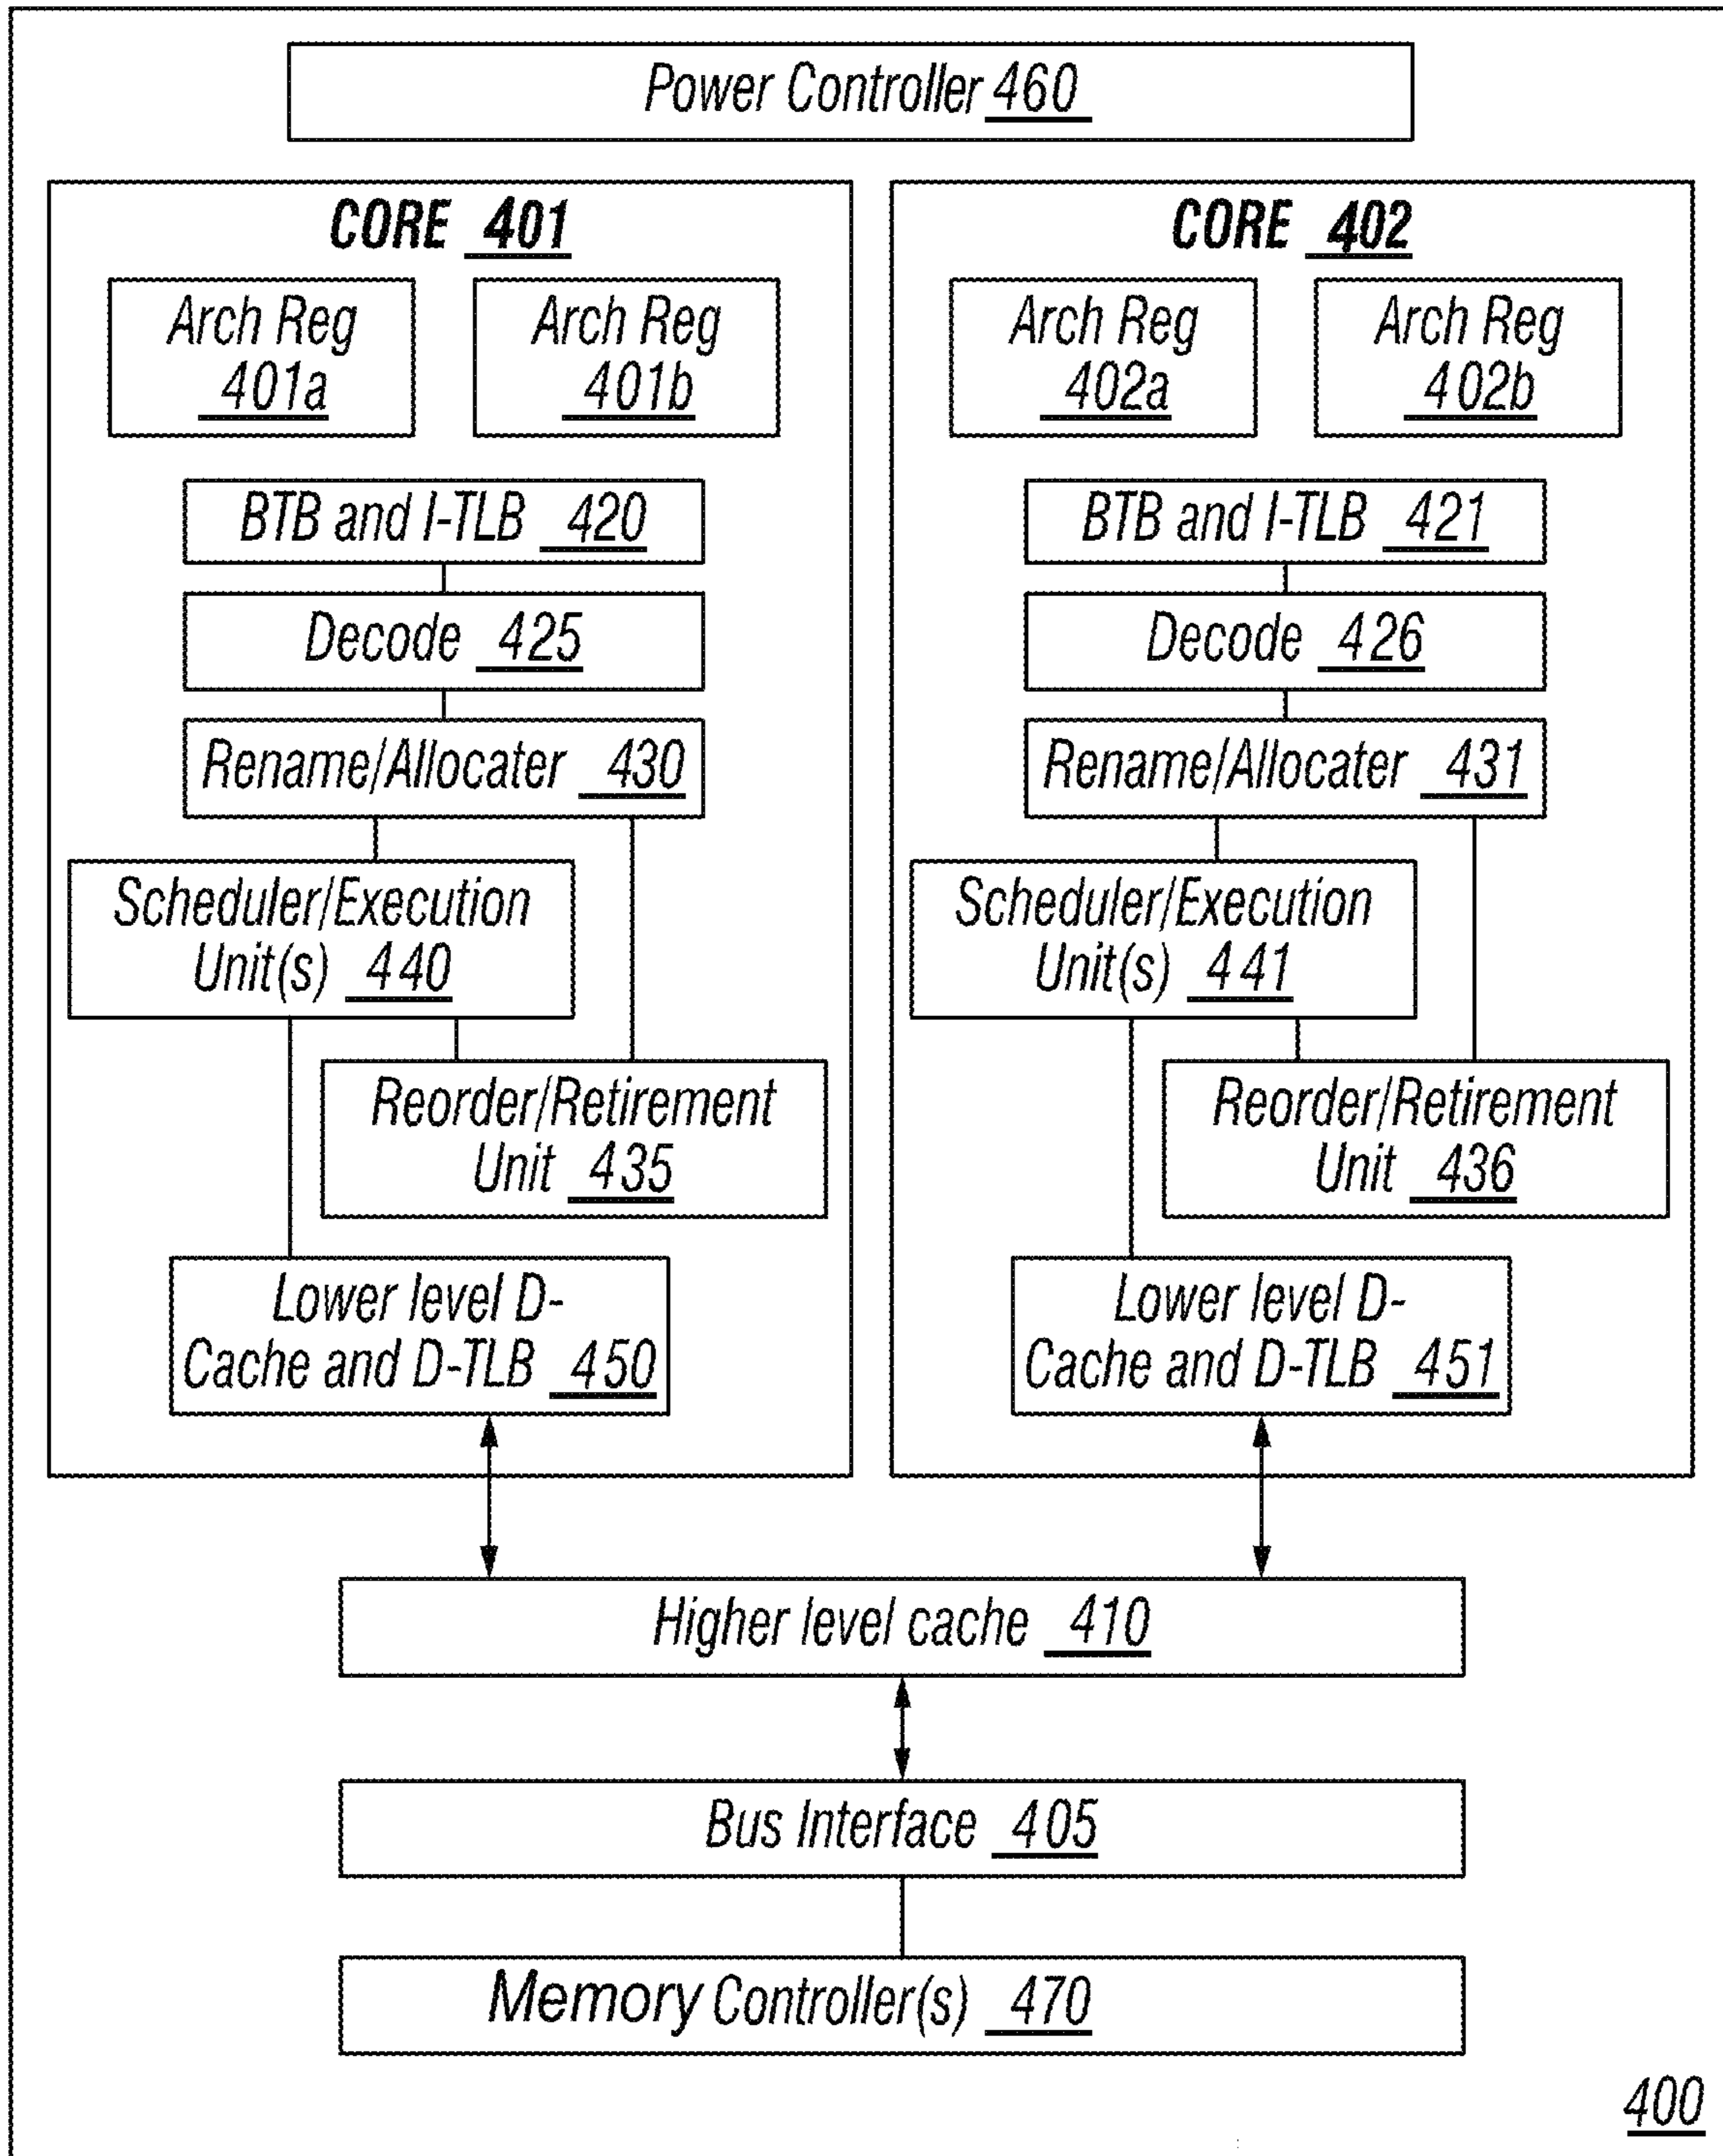 Power Controller 460
CORE 401
Arch Reg
401a
Arch Reg
401b
BTB and I-TLB 420
Decode 425
Rename/Allocater 430
Scheduler/Execution
Unit(s) 440
Reorder/Retirement
Unit 435
Lower level D-
Cache and D-TLB 450
CORE 402
Arch Reg
402a
Arch Reg
402b
BTB and I-TLB 421
Decode 426
Rename/Allocater 431
Scheduler/Execution
Unit(s) 441
Reorder/Retirement
Unit 436
Lower level D-
Cache and D-TLB 451
Higher level cache 410
Bus Interface 405
Memory Controller(s) 470
400